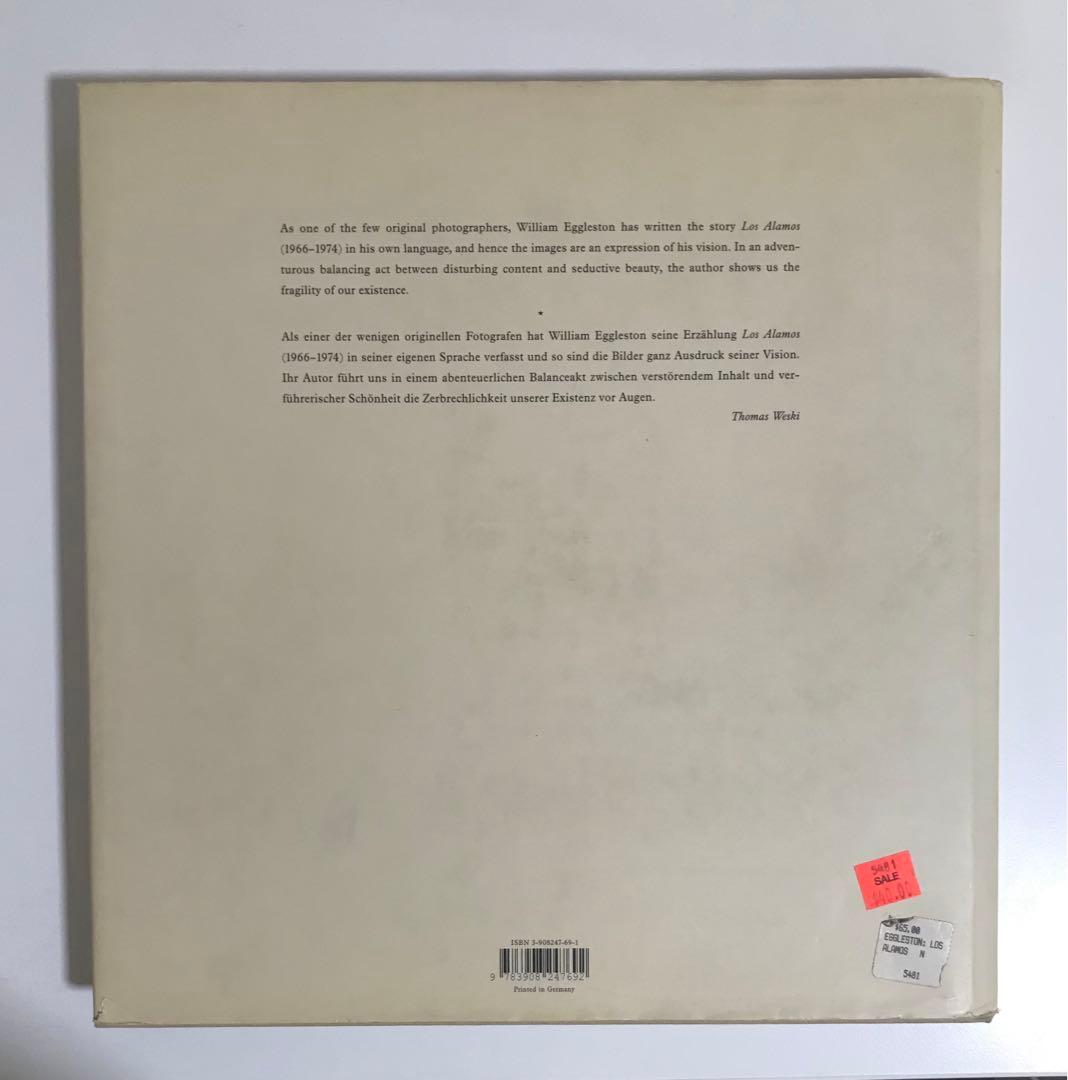 As one of the few original photographers, William Eggleston has written the story Los Alamos
(1966–1974) in his own language, and hence the images are an expression of his vision. In an adven-
turous balancing act between disturbing content and seductive beauty, the author shows us the
fragility of our existence.
★
Als einer der wenigen originellen Fotografen hat William Eggleston seine Erzählung Los Alamos
(1966–1974) in seiner eigenen Sprache verfasst und so sind die Bilder ganz Ausdruck seiner Vision.
Ihr Autor führt uns in einem abenteuerlichen Balanceakt zwischen verstörendem Inhalt und ver-
führerischer Schönheit die Zerbrechlichkeit unserer Existenz vor Augen.
Thomas Weski
5481
SALE
$40.00
$65.00
EGGLESTON: LOS
ALAMOS N
5481
ISBN 3-908247-69-1
9 783908 247692
Printed in Germany